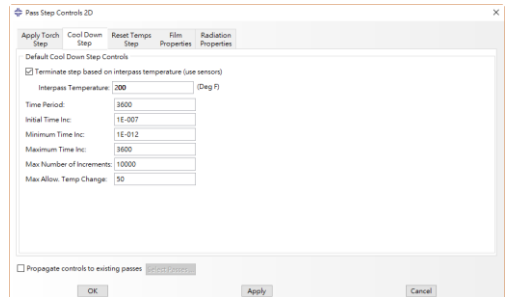 Pass Step Controls 2D
Apply Torch Step
Cool Down Step
Reset Temps Step
Film Properties
Radiation Properties
Default Cool Down Step Controls
Terminate step based on interpass temperature (use sensors)
Interpass Temperature: 200 (Deg F)
Time Period: 3600
Initial Time Inc: 1E-007
Minimum Time Inc: 1E-012
Maximum Time Inc: 3600
Max Number of Increments: 10000
Max Allow. Temp Change: 50
Propagate controls to existing passes Select Passes...
OK Apply Cancel